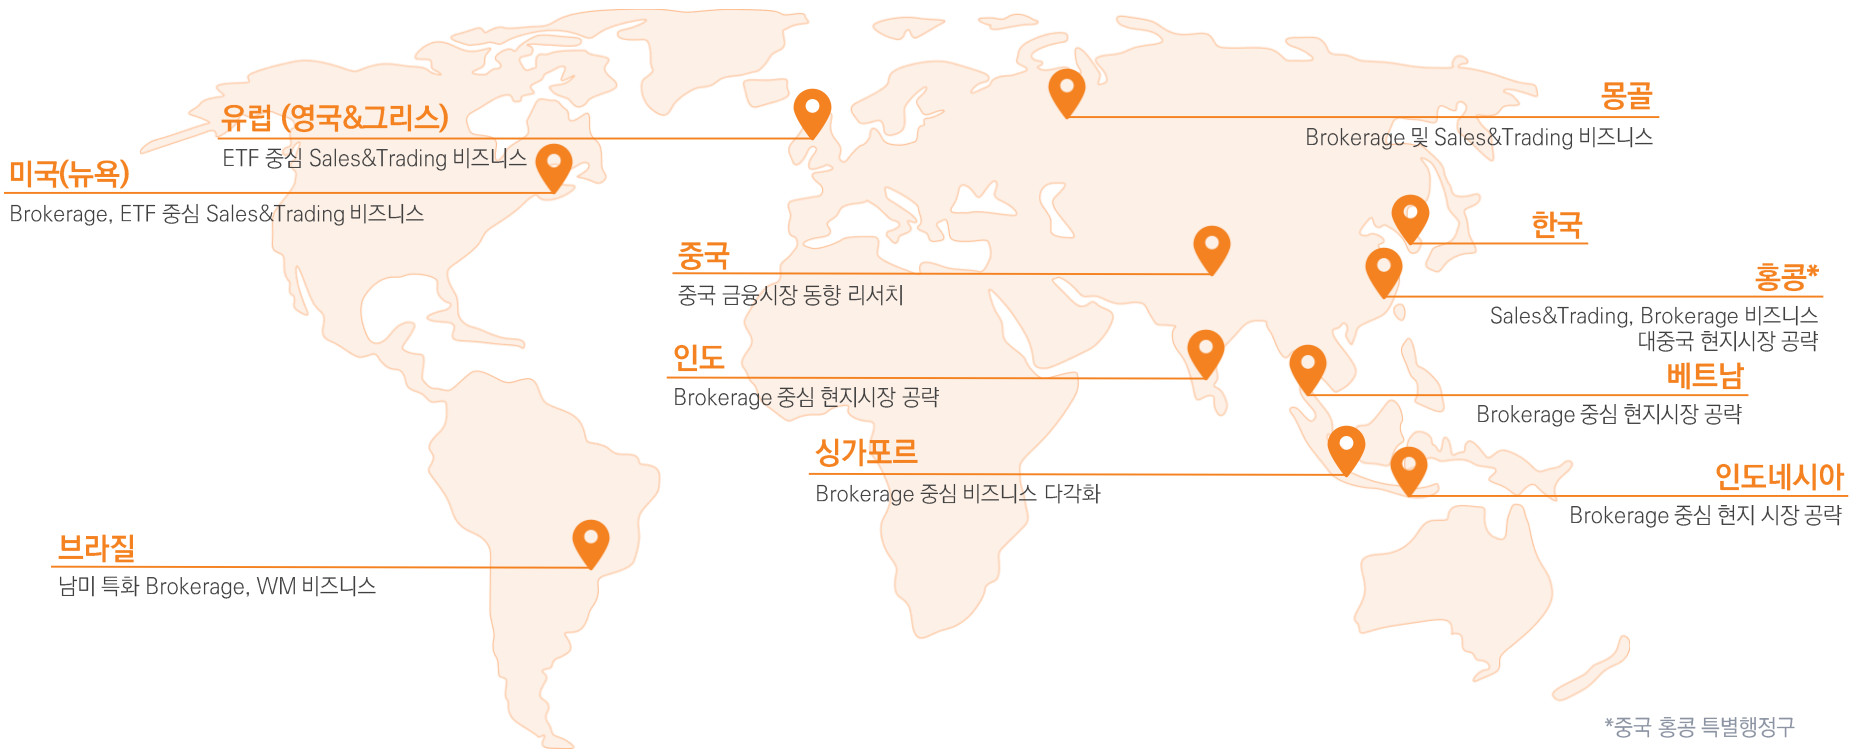 유럽 (영국&그리스)
ETF 중심 Sales&Trading 비즈니스
미국(뉴욕)
Brokerage, ETF 중심 Sales&Trading 비즈니스
몽골
Brokerage 및 Sales&Trading 비즈니스
한국
중국
중국 금융시장 동향 리서치
홍콩*
Sales&Trading, Brokerage 비즈니스
대중국 현지시장 공략
인도
Brokerage 중심 현지시장 공략
베트남
Brokerage 중심 현지시장 공략
싱가포르
Brokerage 중심 비즈니스 다각화
인도네시아
Brokerage 중심 현지 시장 공략
브라질
남미 특화 Brokerage, WM 비즈니스
*중국 홍콩 특별행정구